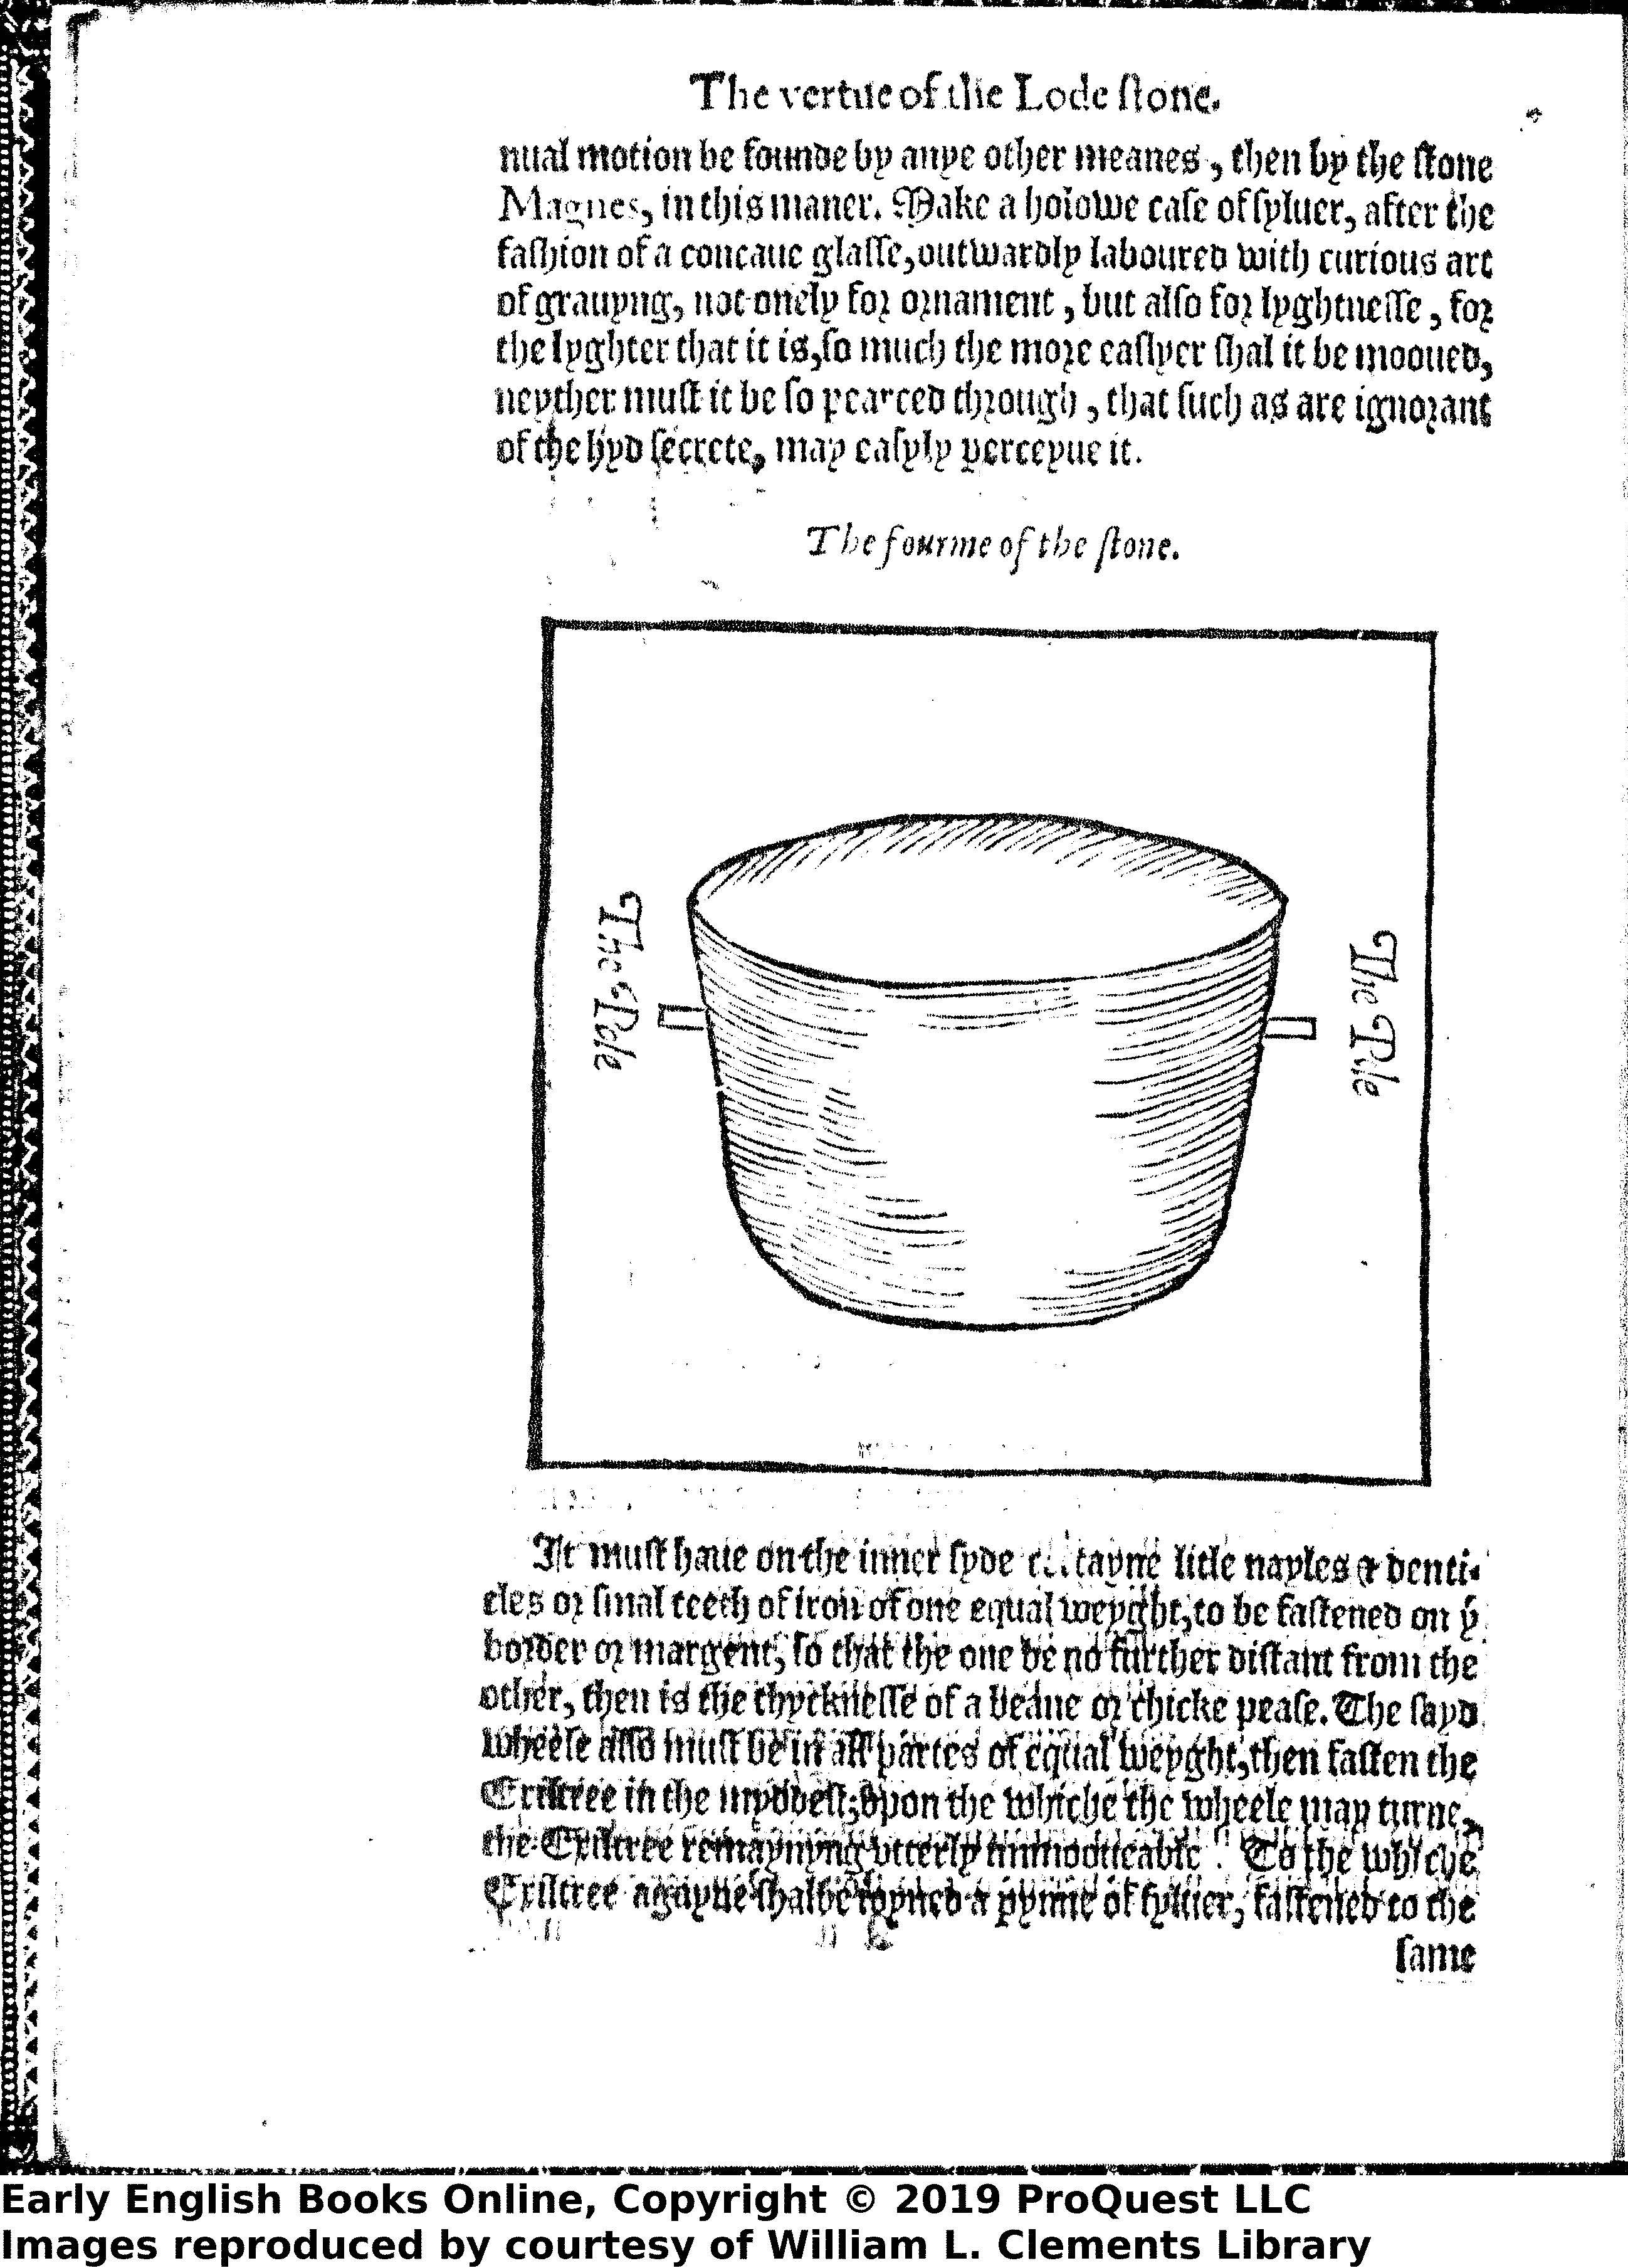 The vertue of the Lode ſtone.
nual motion be founde by anye other meanes, then by the ſtone
Magnes, in this maner. Make a holowe caſe of ſyluer, after the
faſhion of a concaue glaſſe, outwardly laboured with curious art
of grauyng, not onely for ornament, but alſo for lyghtneſſe, for
the lyghter that it is, ſo much the more eaſlyer ſhal it be mooued,
neyther muſt it be ſo pearced through, that ſuch as are ignorant
of the hyd ſecrete, may eaſyly perceyue it.
The fourme of the ſtone.
The Pole
The Pole
It muſt haue on the inner ſyde certayne litle nayles & denti-
cles or ſmal teeth of iron of one equal weyght, to be faſtened on ẏ
border or margent, ſo that the one be no further diſtant from the
other, then is the thyckneſſe of a beane or chicke peaſe. The ſayd
wheele alſo muſt be in all partes of equal weyght, then faſten the
Exiltree in the myddeſt, vpon the whiche the wheele may turne,
the Exiltree remaynyng vtterly immooueable. To the whiche
Exiltree agayne ſhalbe ioyned a pynne of ſyluer, faſtened to the
ſame
Early English Books Online, Copyright © 2019 ProQuest LLC
Images reproduced by courtesy of William L. Clements Library